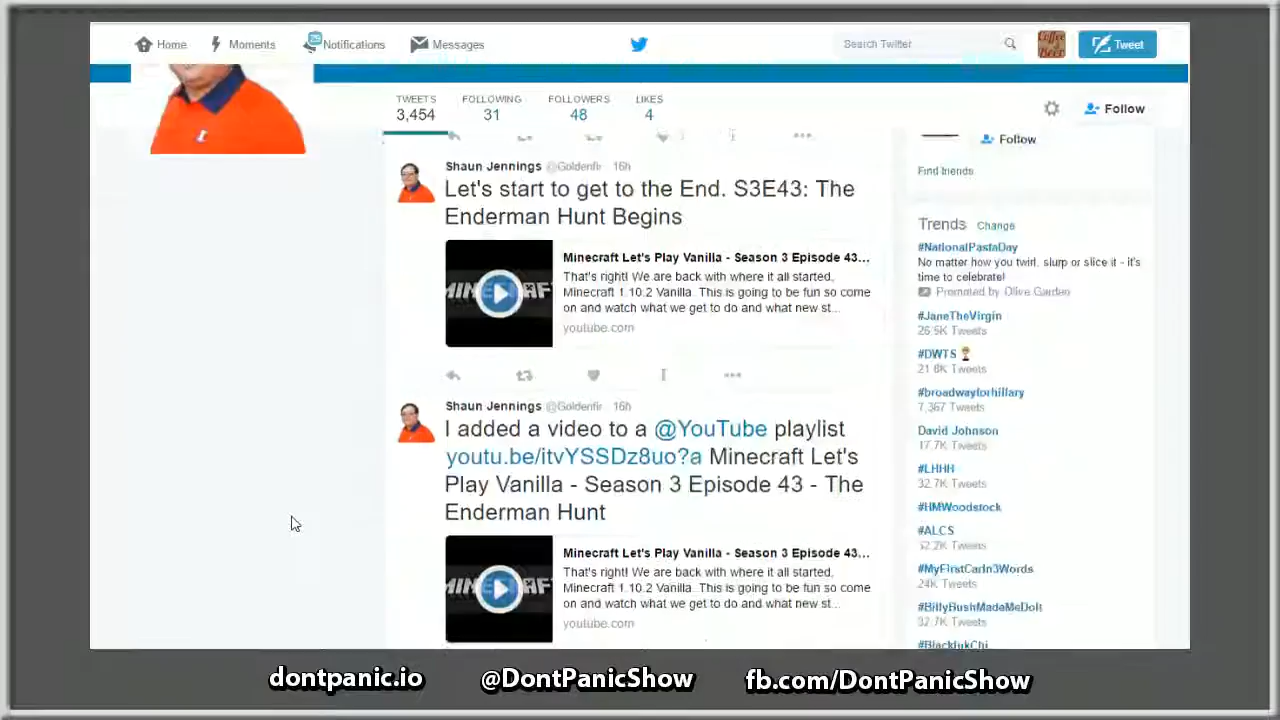 Home Moments 25 Notifications Messages Search Twitter Coffee & Beer Tweet
TWEETS FOLLOWING FOLLOWERS LIKES
3,454 31 48 4 Follow
Shaun Jennings @Goldenfir 16h
Let's start to get to the End. S3E43: The
Enderman Hunt Begins
Minecraft Let's Play Vanilla - Season 3 Episode 43...
That's right! We are back with where it all started,
Minecraft 1.10.2 Vanilla. This is going to be fun so come
on and watch what we get to do and what new st...
youtube.com
Shaun Jennings @Goldenfir 16h
I added a video to a @YouTube playlist
youtu.be/itvYSSDz8uo?a Minecraft Let's
Play Vanilla - Season 3 Episode 43 - The
Enderman Hunt
MINECRAFT
Minecraft Let's Play Vanilla - Season 3 Episode 43...
That's right! We are back with where it all started,
Minecraft 1.10.2 Vanilla. This is going to be fun so come
on and watch what we get to do and what new st...
youtube.com
Follow
Find friends
Trends Change
#NationalPastaDay
No matter how you twirl, slurp or slice it - it's
time to celebrate!
Promoted by Olive Garden
#JaneTheVirgin
26.5K Tweets
#DWTS
21.8K Tweets
#broadwayforhillary
7,367 Tweets
David Johnson
17.7K Tweets
#LHHH
32.7K Tweets
#HMWoodstock
#ALCS
52.2K Tweets
#MyFirstCarIn3Words
24K Tweets
#BillyBushMadeMeDoIt
32.7K Tweets
dontpanic.io @DontPanicShow fb.com/DontPanicShow